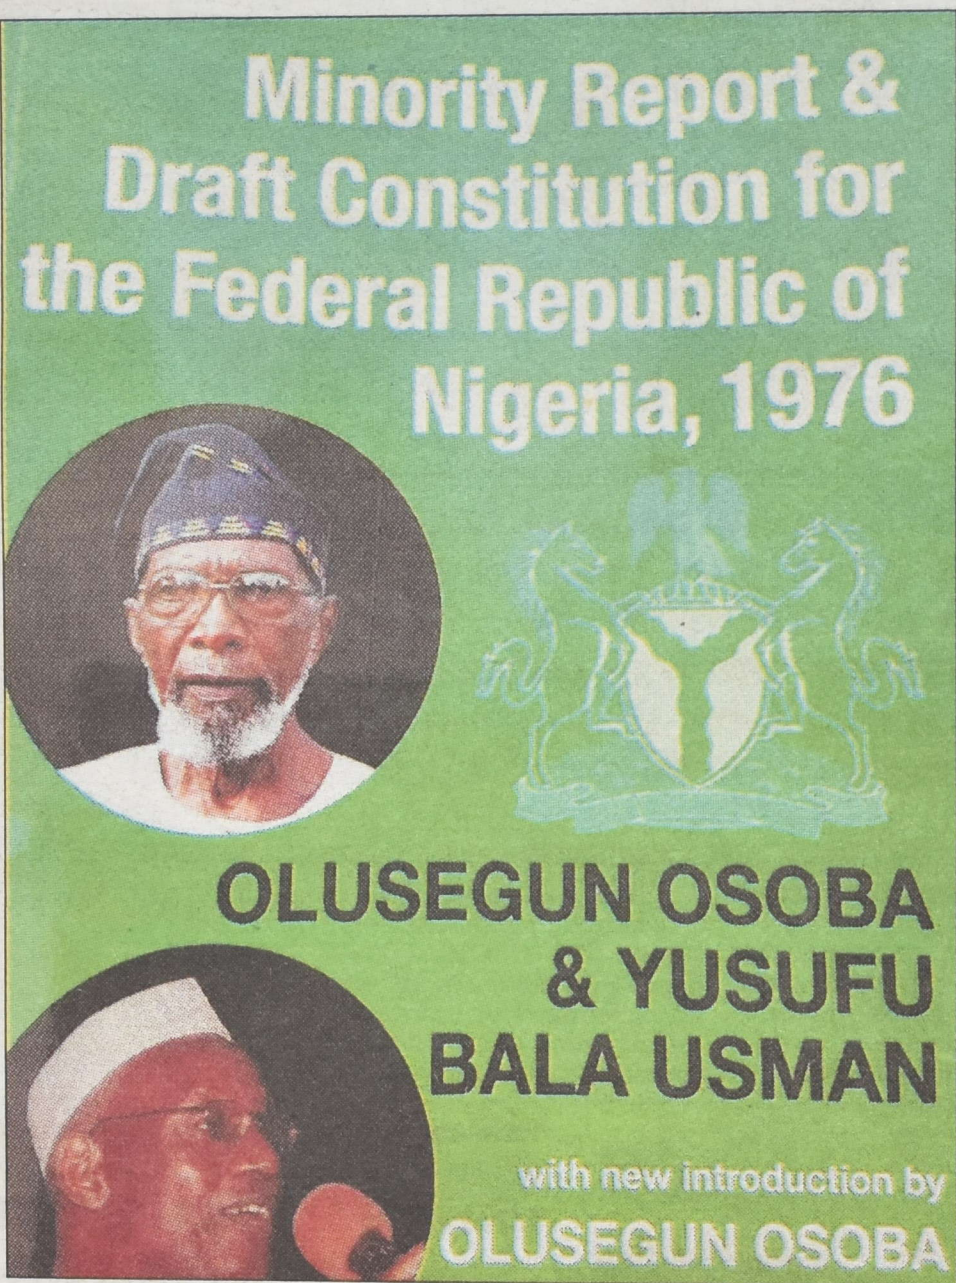 Minority Report &
Draft Constitution for
the Federal Republic of
Nigeria, 1976
OLUSEGUN OSOBA
& YUSUFU
BALA USMAN
with new introduction by
OLUSEGUN OSOBA